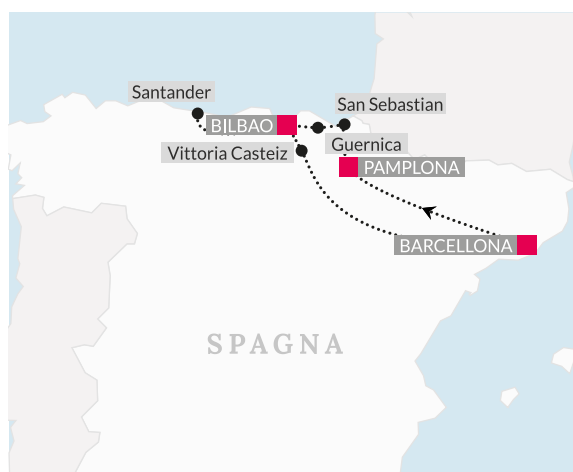 Santander
San Sebastian
BILBAO
Guernica
Vittoria Casteiz
PAMPLONA
BARCELLONA
SPAGNA